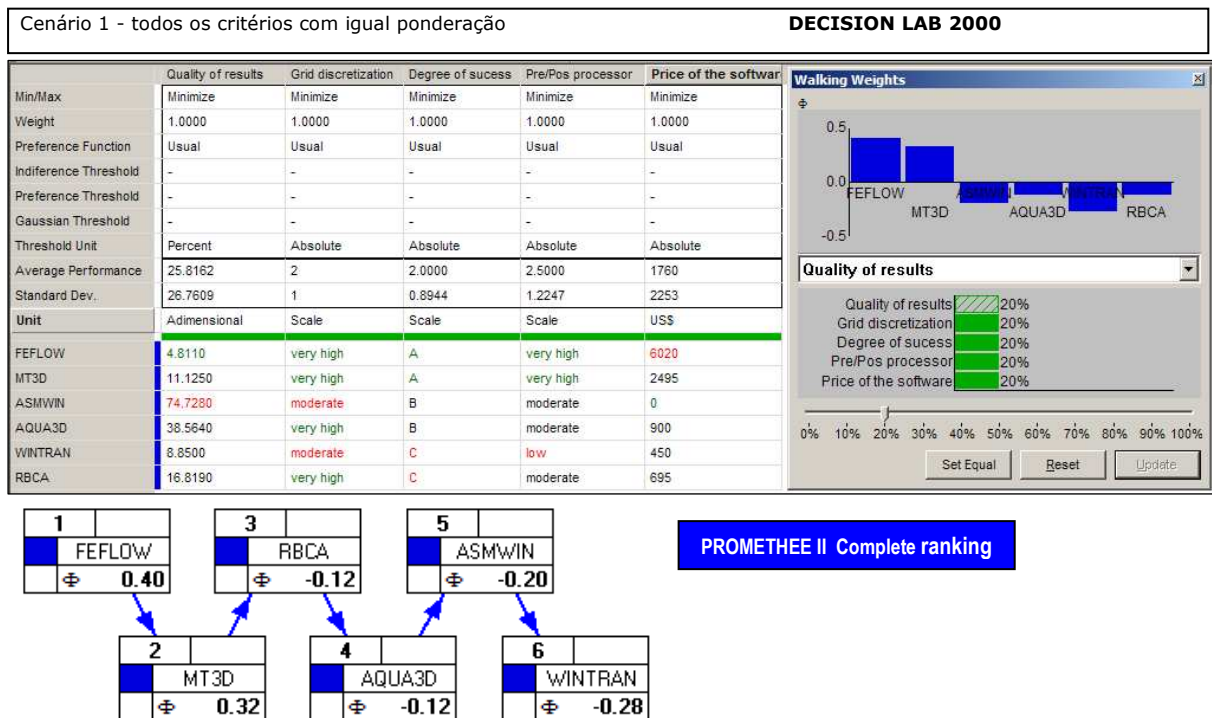 Cenário 1 - todos os critérios com igual ponderação DECISION LAB 2000
Quality of results Grid discretization Degree of sucess Pre/Pos processor Price of the softwar
Min/Max Minimize Minimize Minimize Minimize Minimize
Weight 1.0000 1.0000 1.0000 1.0000 1.0000
Preference Function Usual Usual Usual Usual Usual
Indiference Threshold - - - - -
Preference Threshold - - - - -
Gaussian Threshold - - - - -
Threshold Unit Percent Absolute Absolute Absolute Absolute
Average Performance 25.8162 2 2.0000 2.5000 1760
Standard Dev. 26.7609 1 0.8944 1.2247 2253
Unit Adimensional Scale Scale Scale US$
FEFLOW 4.8110 very high A very high 6020
MT3D 11.1250 very high A very high 2495
ASMWIN 74.7280 moderate B moderate 0
AQUA3D 38.5640 very high B moderate 900
WINTRAN 8.8500 moderate C low 450
RBCA 16.8190 very high C moderate 695
Walking Weights
Φ
0.5
0.0
-0.5
FEFLOW ASMWIN WINTRAN
MT3D AQUA3D RBCA
Quality of results
Quality of results 20%
Grid discretization 20%
Degree of sucess 20%
Pre/Pos processor 20%
Price of the software 20%
0% 10% 20% 30% 40% 50% 60% 70% 80% 90% 100%
Set Equal Reset Update
1 3 5
FEFLOW RBCA ASMWIN
Φ 0.40 Φ -0.12 Φ -0.20
PROMETHEE II Complete ranking
2 4 6
MT3D AQUA3D WINTRAN
Φ 0.32 Φ -0.12 Φ -0.28